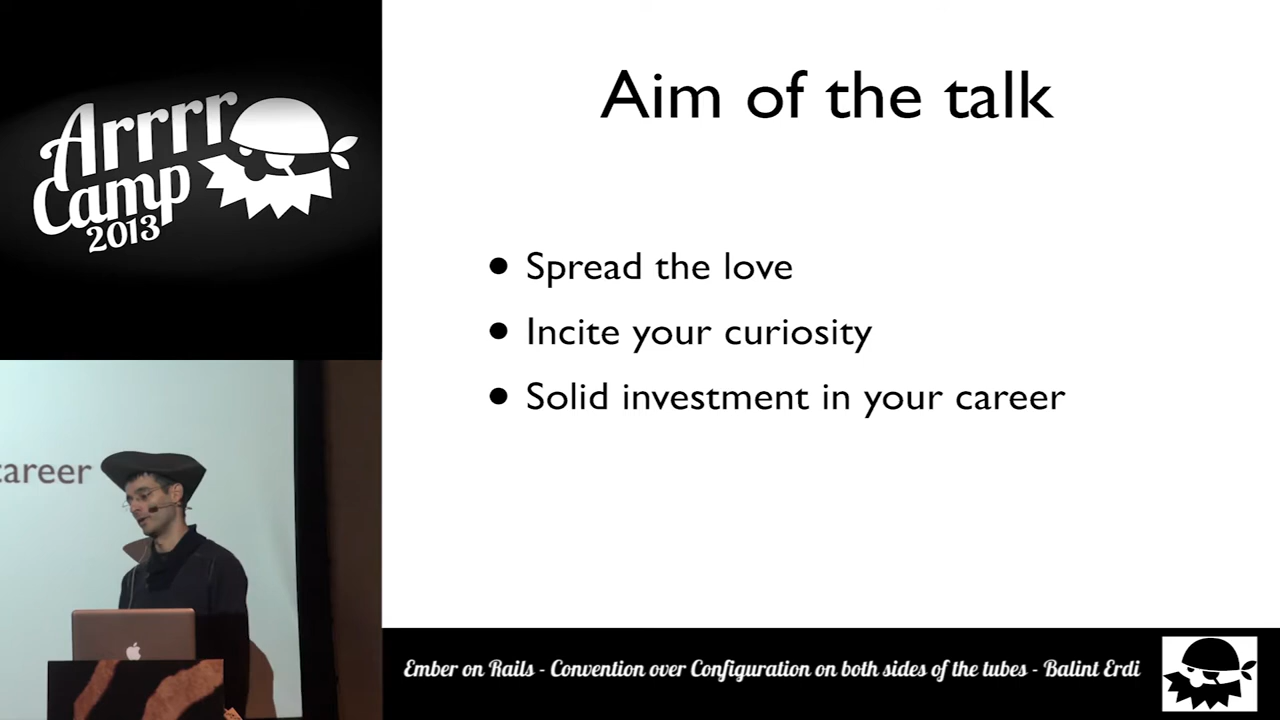 Arrrr
Camp
2013
Aim of the talk
• Spread the love
• Incite your curiosity
• Solid investment in your career
career
Ember on Rails - Convention over Configuration on both sides of the tubes - Balint Erdi